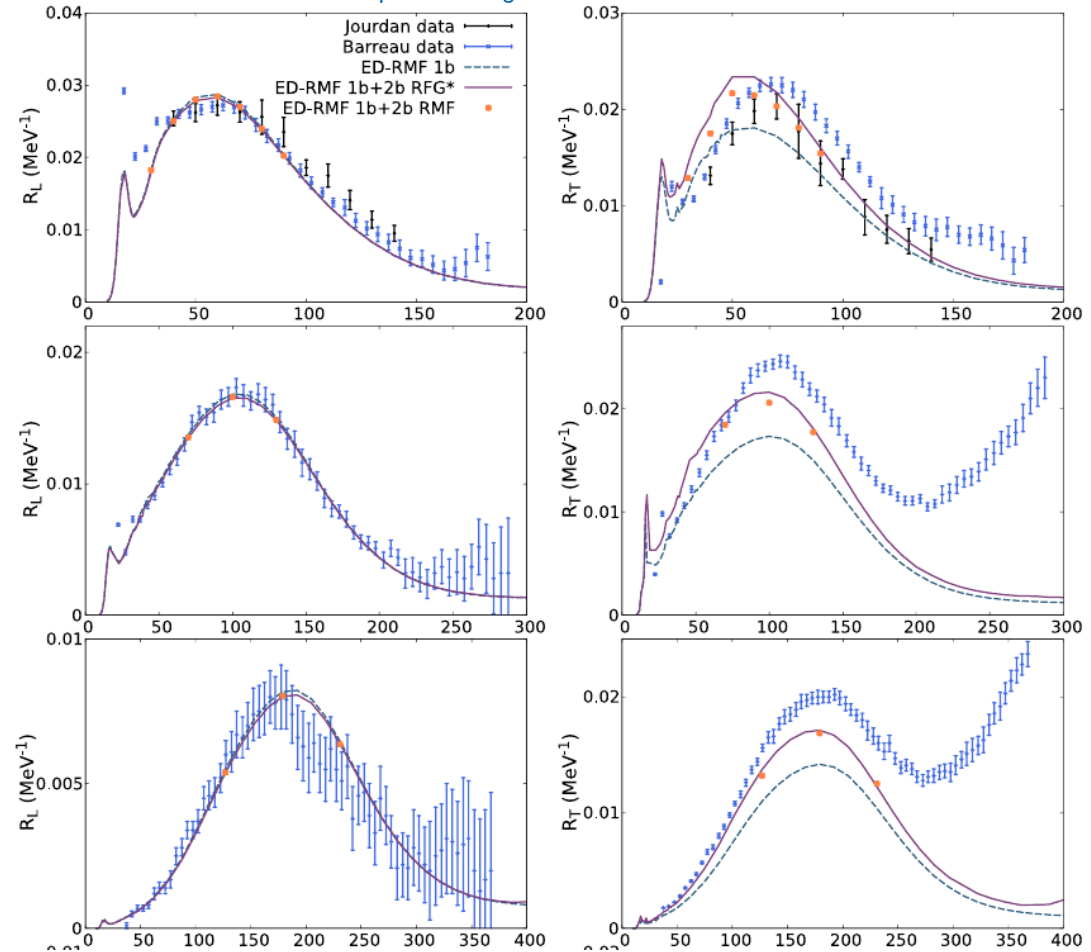 0.04
0.03
0.02
0.01
0
R_L (MeV^-1)
Jourdan data
Barreau data
ED-RMF 1b
ED-RMF 1b+2b RFG*
ED-RMF 1b+2b RMF
0 50 100 150 200
0.03
0.02
0.01
0
R_T (MeV^-1)
0 50 100 150 200
0.02
0.01
0
R_L (MeV^-1)
0 50 100 150 200 250 300
0.02
0.01
0
R_T (MeV^-1)
0 50 100 150 200 250 300
0.01
0.005
0
R_L (MeV^-1)
0 50 100 150 200 250 300 350 400
0.02
0.01
0
R_T (MeV^-1)
0 50 100 150 200 250 300 350 400